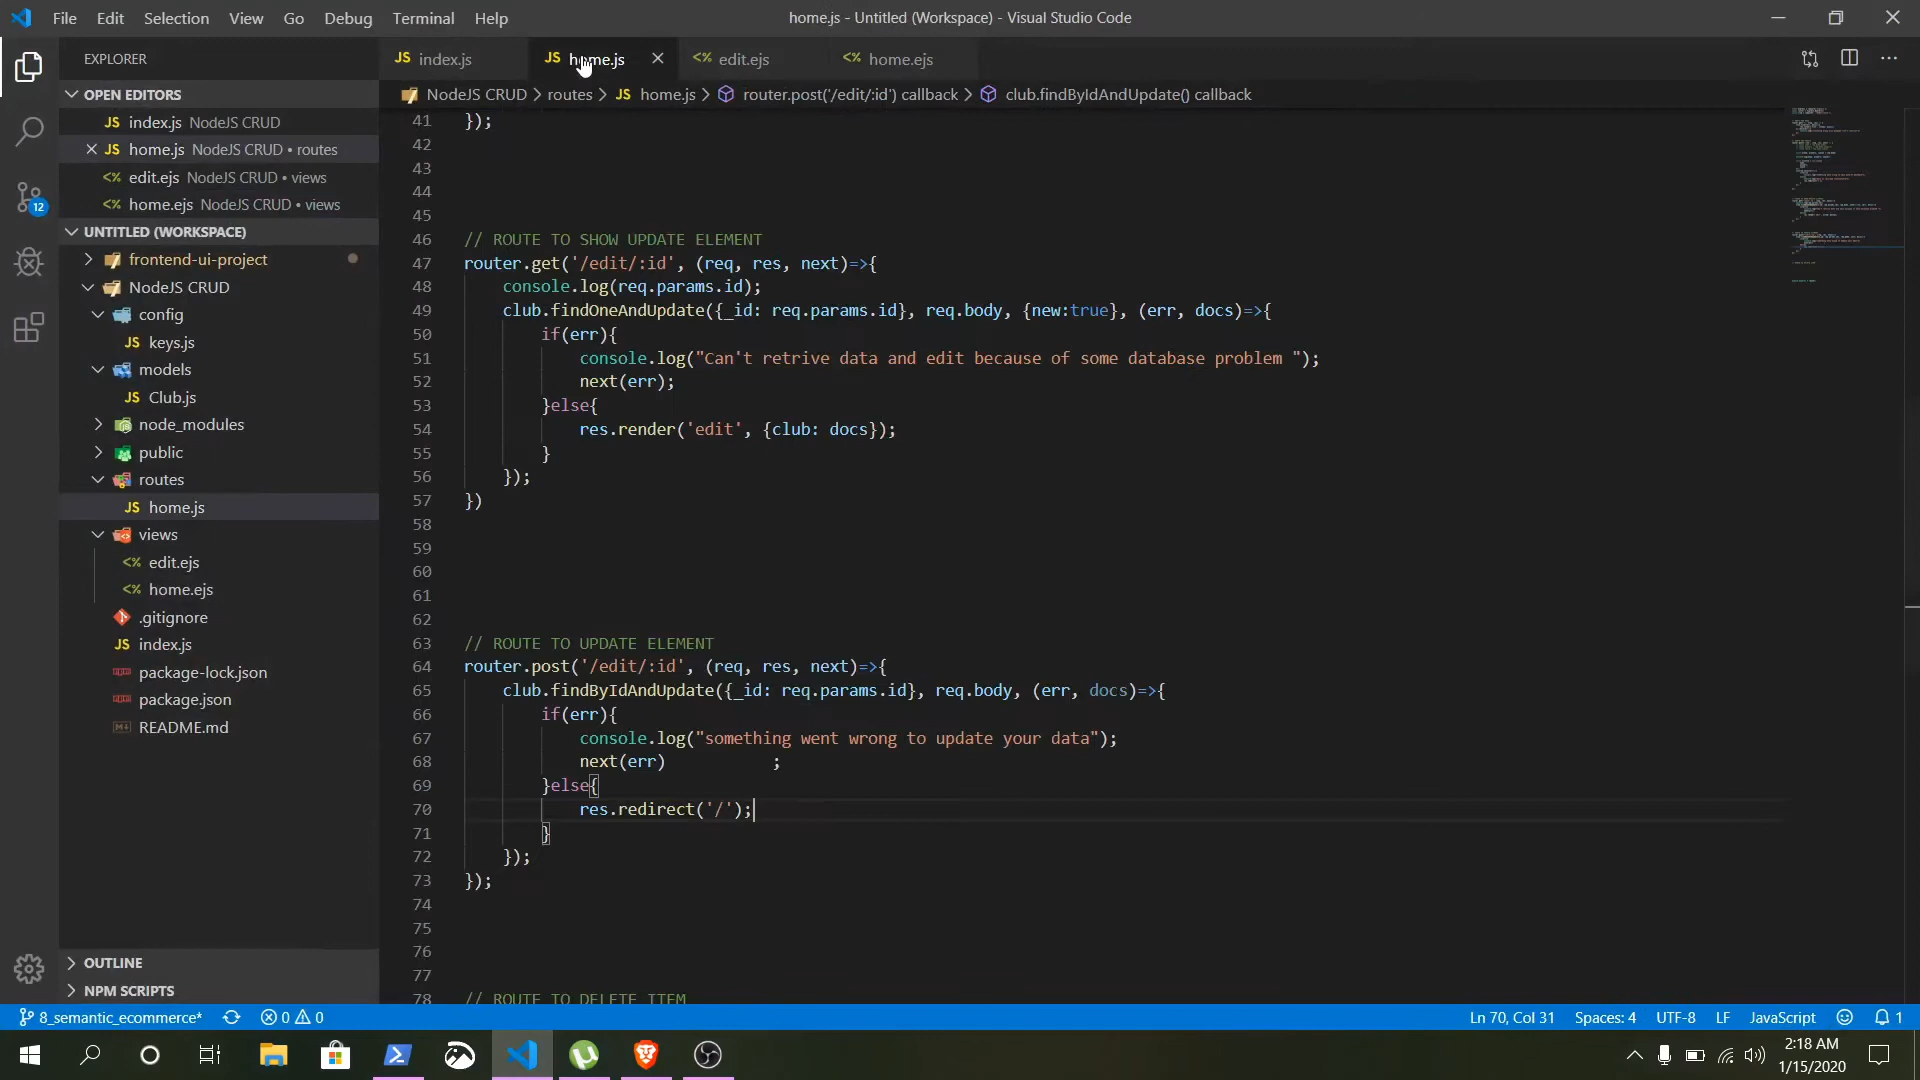 File Edit Selection View Go Debug Terminal Help
home.js - Untitled (Workspace) - Visual Studio Code
EXPLORER
JS index.js
JS home.js
<% edit.ejs
<% home.ejs
NodeJS CRUD > routes > JS home.js > router.post('/edit/:id') callback > club.findByIdAndUpdate() callback
OPEN EDITORS
JS index.js NodeJS CRUD
JS home.js NodeJS CRUD • routes
<% edit.ejs NodeJS CRUD • views
<% home.ejs NodeJS CRUD • views
UNTITLED (WORKSPACE)
frontend-ui-project
NodeJS CRUD
config
JS keys.js
models
JS Club.js
node_modules
public
routes
JS home.js
views
<% edit.ejs
<% home.ejs
.gitignore
JS index.js
package-lock.json
package.json
README.md
OUTLINE
NPM SCRIPTS
12
41 });
42
43
44
45
46 // ROUTE TO SHOW UPDATE ELEMENT
47 router.get('/edit/:id', (req, res, next)=>{
48 console.log(req.params.id);
49 club.findOneAndUpdate({_id: req.params.id}, req.body, {new:true}, (err, docs)=>{
50 if(err){
51 console.log("Can't retrive data and edit because of some database problem ");
52 next(err);
53 }else{
54 res.render('edit', {club: docs});
55 }
56 });
57 })
58
59
60
61
62
63 // ROUTE TO UPDATE ELEMENT
64 router.post('/edit/:id', (req, res, next)=>{
65 club.findByIdAndUpdate({_id: req.params.id}, req.body, (err, docs)=>{
66 if(err){
67 console.log("something went wrong to update your data");
68 next(err) ;
69 }else{
70 res.redirect('/');
71 }
72 });
73 });
74
75
76
77
78 // ROUTE TO DELETE ITEM
8_semantic_ecommerce* 0 0
Ln 70, Col 31 Spaces: 4 UTF-8 LF JavaScript 1
2:18 AM
1/15/2020